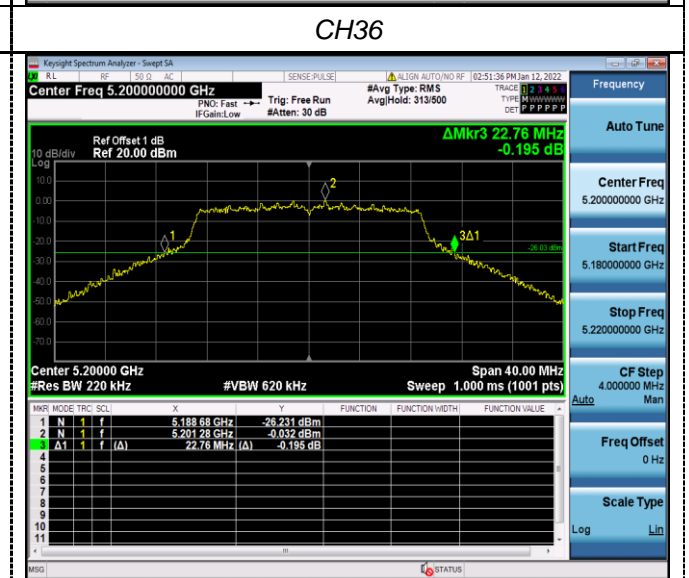 CH36
Keysight Spectrum Analyzer - Swept SA
RL RF 50 Ω AC SENSE:PULSE ALIGN AUTO/NO RF 02:51:36 PM Jan 12, 2022
Center Freq 5.200000000 GHz
PNO: Fast
IFGain:Low
Trig: Free Run
#Atten: 30 dB
#Avg Type: RMS
Avg|Hold: 313/500
TRACE 1 2 3 4 5 6
TYPE M W W W W W
DET P P P P P P
Ref Offset 1 dB
10 dB/div Ref 20.00 dBm
Log
ΔMkr3 22.76 MHz
-0.195 dB
10.0
0.00
-10.0
-20.0
-30.0
-40.0
-50.0
-60.0
-70.0
1
2
3Δ1
-26.03 dBm
Center 5.20000 GHz Span 40.00 MHz
#Res BW 220 kHz #VBW 620 kHz Sweep 1.000 ms (1001 pts)
MKR MODE TRC SCL X Y FUNCTION FUNCTION WIDTH FUNCTION VALUE
1 N 1 f 5.188 68 GHz -26.231 dBm
2 N 1 f 5.201 28 GHz -0.032 dBm
3 Δ1 1 f (Δ) 22.76 MHz (Δ) -0.195 dB
4
5
6
7
8
9
10
11
MSG STATUS
Frequency
Auto Tune
Center Freq
5.200000000 GHz
Start Freq
5.180000000 GHz
Stop Freq
5.220000000 GHz
CF Step
4.000000 MHz
Auto Man
Freq Offset
0 Hz
Scale Type
Log Lin